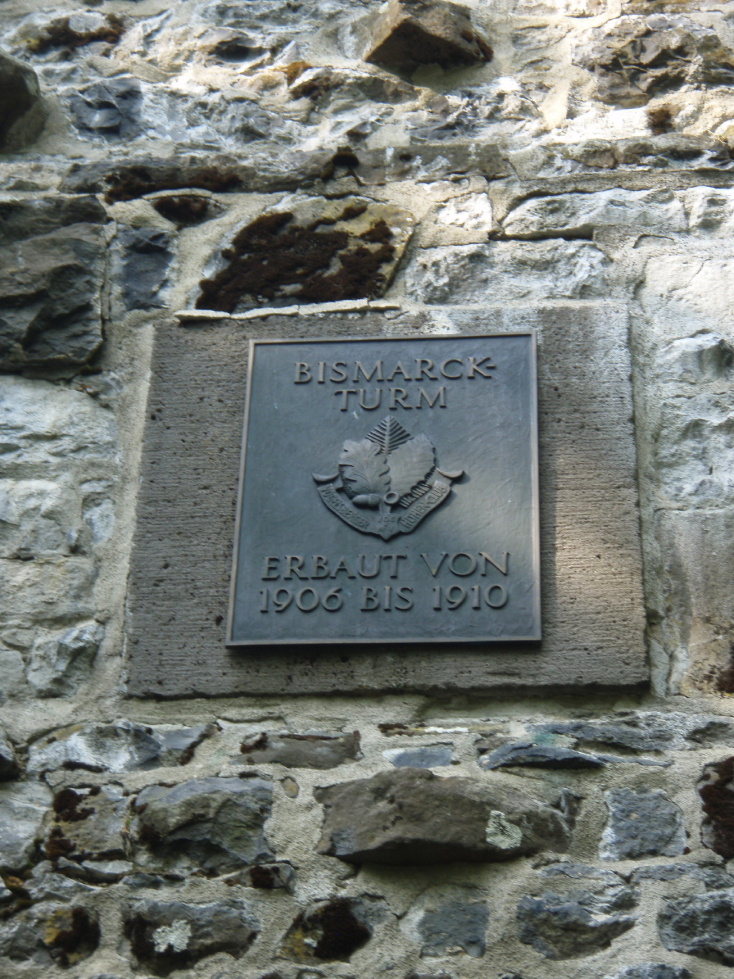 BISMARCK-
TURM
ERBAUT VON
1906 BIS 1910